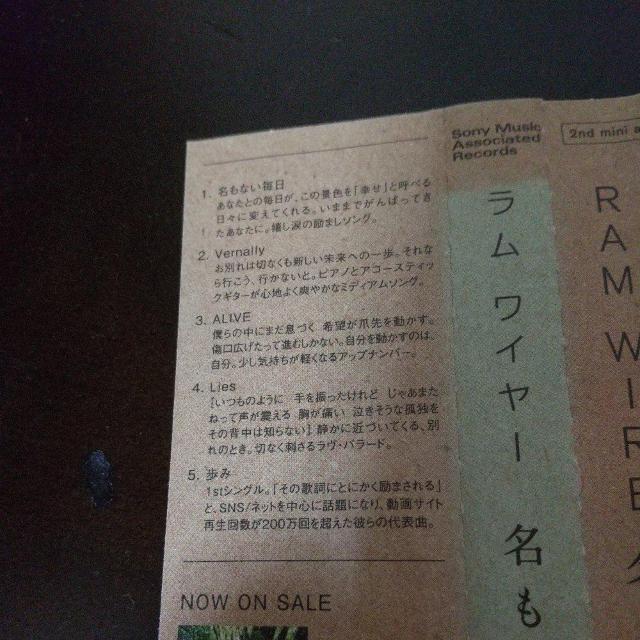 1. 名もない毎日
あなたとの毎日が、この景色を「幸せ」と呼べる
日々に変えてくれる。いままでがんばってき
たあなたに。嬉し涙の励ましソング。
2. Vernally
お別れは切なくも新しい未来への一歩。それな
ら行こう、行かないと。ピアノとアコースティッ
クギターが心地よく爽やかなミディアムソング。
3. ALIVE
僕らの中にまだ息づく 希望が爪先を動かす。
傷口広げたって進むしかない。自分を動かすのは、
自分。少し気持ちが軽くなるアップナンバー。
4. Lies
[いつものように 手を振ったけれど じゃあまた
ねって声が震える 胸が痛い 泣きそうな孤独を
その背中は知らない] 静かに近づいてくる、別
れのとき。切なく刺さるラヴ・バラード。
5. 歩み
1stシングル。「その歌詞にとにかく励まされる」
と、SNS/ネットを中心に話題になり、動画サイト
再生回数が200万回を超えた彼らの代表曲。
NOW ON SALE
Sony Music
Associated
Records
ラム ワイヤー 名も
2nd mini a
RAM WIRE